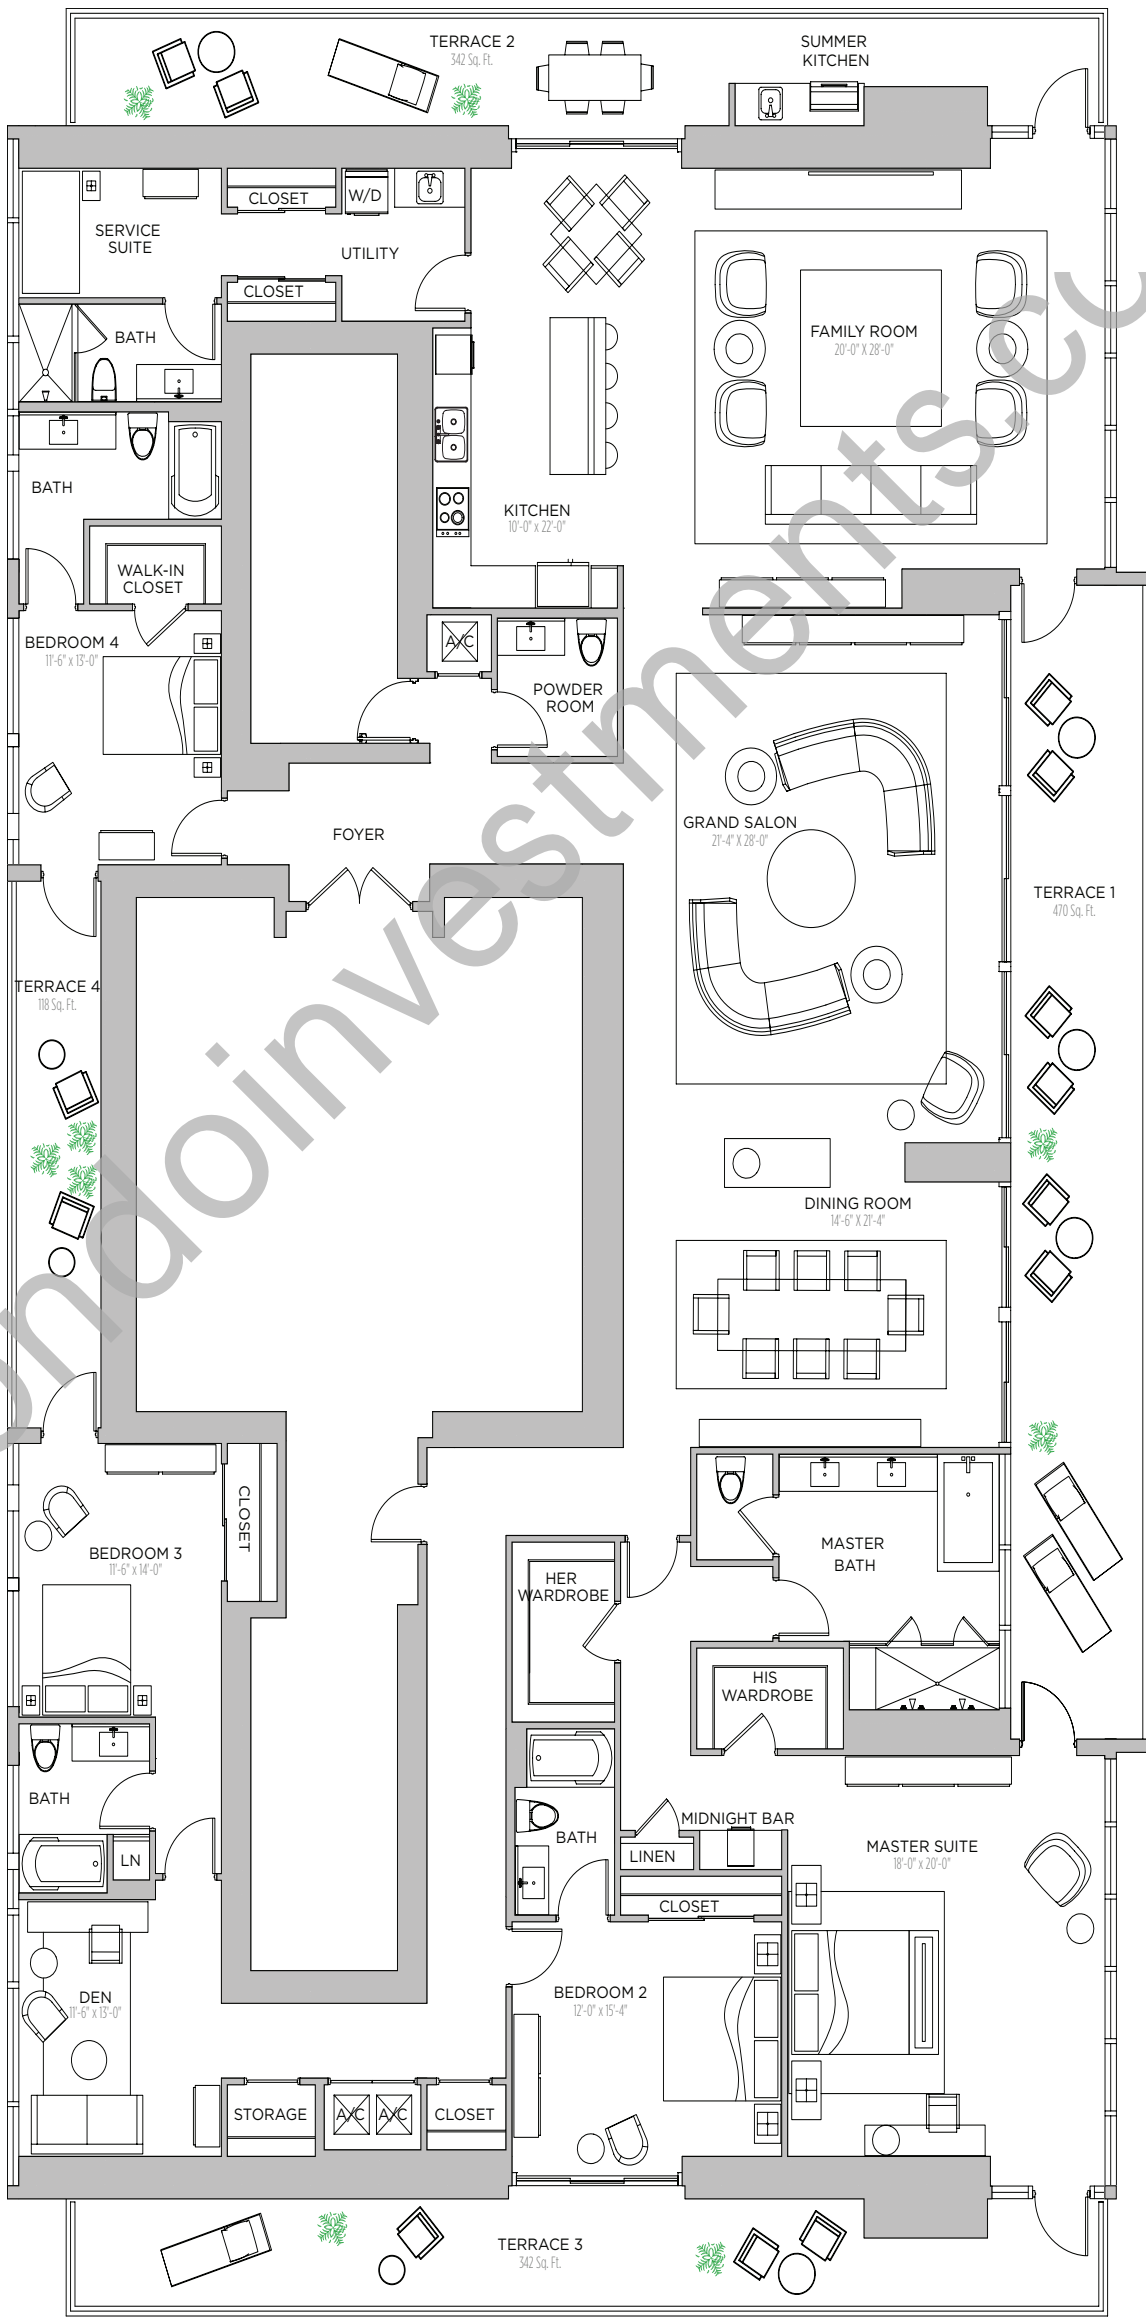 TERRACE 2
342 Sq. Ft.
SUMMER
KITCHEN
CLOSET
W/D
SERVICE
SUITE
UTILITY
CLOSET
BATH
FAMILY ROOM
20'-0" X 28'-0"
BATH
KITCHEN
10'-0" x 22'-0"
WALK-IN
CLOSET
BEDROOM 4
11'-6" x 13'-0"
A/C
POWDER
ROOM
GRAND SALON
21'-4" X 28'-0"
FOYER
TERRACE 1
470 Sq. Ft.
TERRACE 4
118 Sq. Ft.
DINING ROOM
14'-6" X 21'-4"
CLOSET
BEDROOM 3
11'-6" x 14'-0"
MASTER
BATH
HER
WARDROBE
HIS
WARDROBE
BATH
LN
MIDNIGHT BAR
BATH
LINEN
MASTER SUITE
18'-0" x 20'-0"
CLOSET
DEN
11'-6" x 13'-0"
BEDROOM 2
12'-0" x 15'-4"
STORAGE
A/C
A/C
CLOSET
TERRACE 3
342 Sq. Ft.
ondoinvestments.co